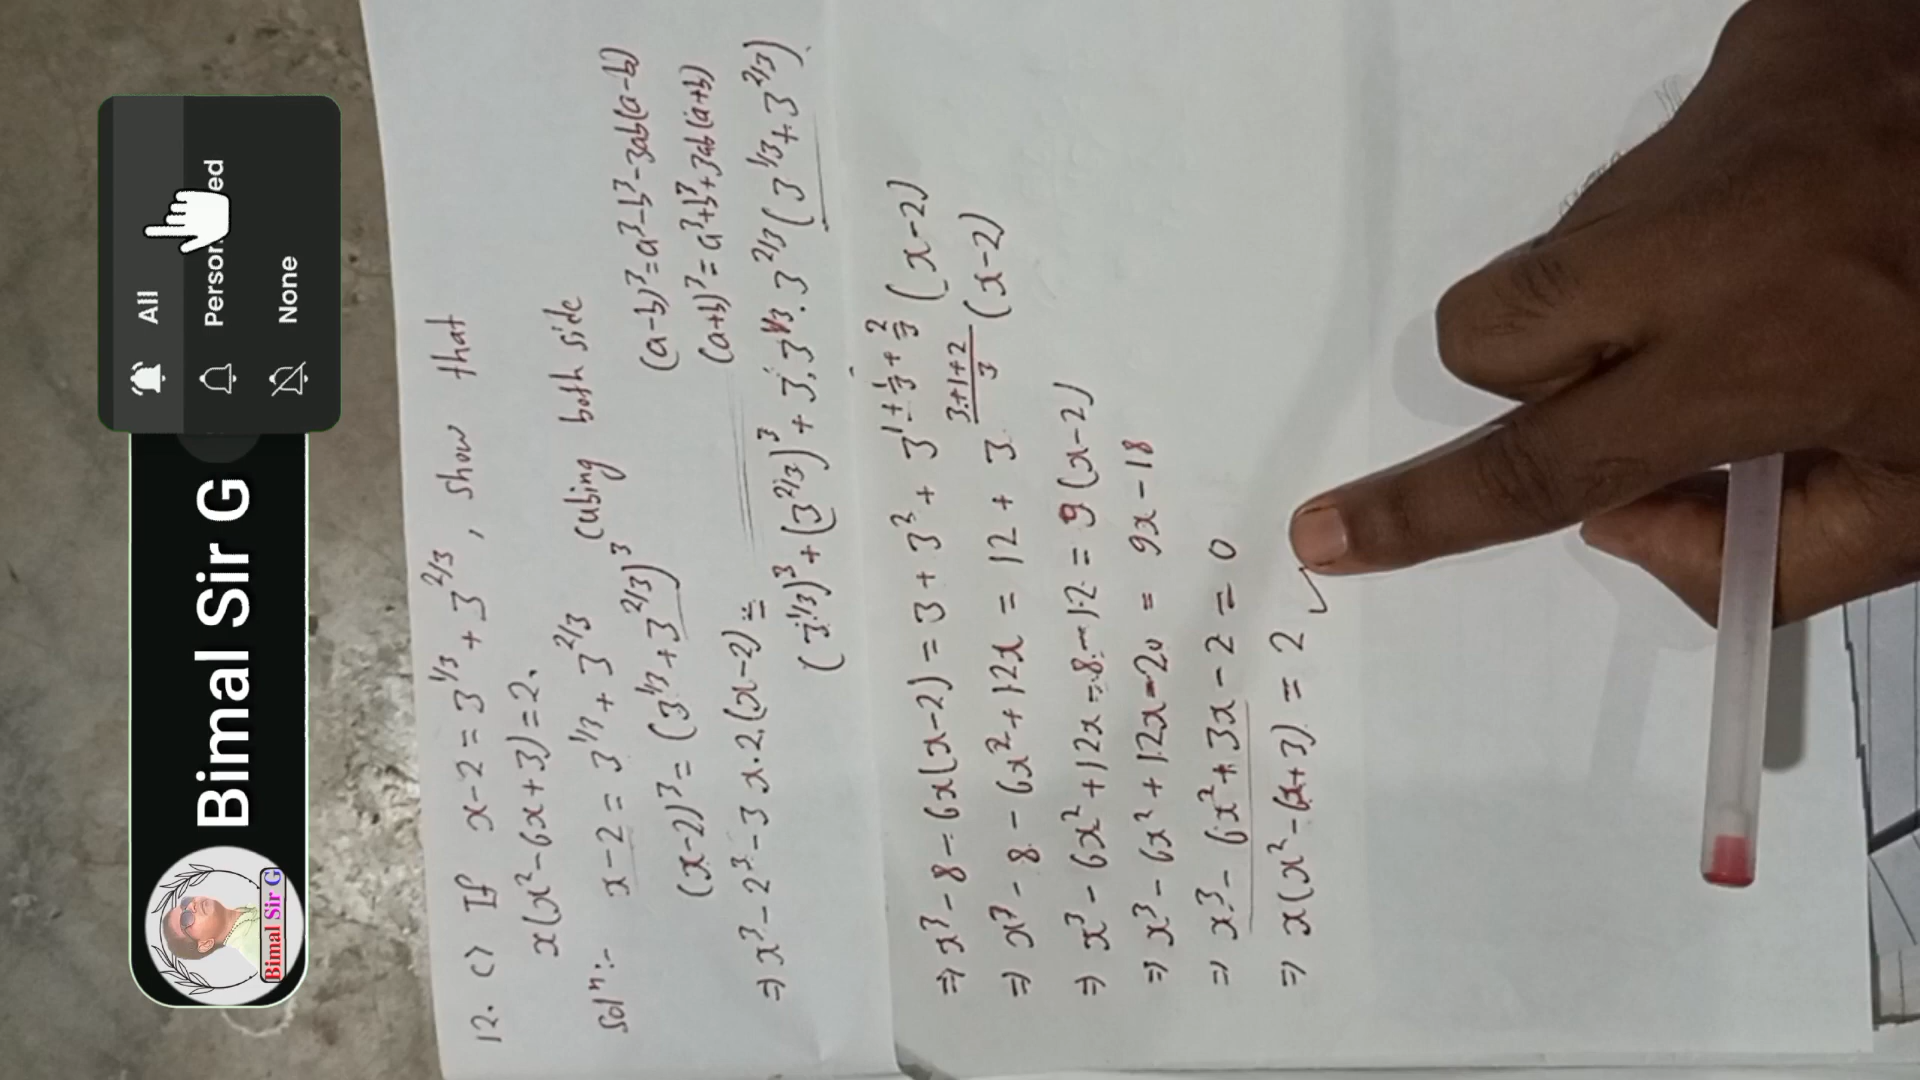 All
Personalized
None
Bimal Sir G
Bimal Sir G
12. c) If x-2 = 3^1/3 + 3^2/3, show that
x(x²-6x+3)=2.
Solⁿ:- x-2 = 3^1/3 + 3^2/3 Cubing both side
(x-2)³ = (3^1/3 + 3^2/3)³
(a-b)³ = a³-b³-3ab(a-b)
(a+b)³ = a³+b³+3ab(a+b)
⇒ x³ - 2³ - 3x.2.(x-2) =
(3^1/3)³ + (3^2/3)³ + 3.3^1/3.3^2/3 (3^1/3 + 3^2/3)
⇒ x³ - 8 - 6x(x-2) = 3 + 3² + 3^1+1/3+2/3 (x-2)
⇒ x³ - 8 - 6x² + 12x = 12 + 3^3+1+2/3 (x-2)
⇒ x³ - 6x² + 12x - 8 - 12 = 9(x-2)
⇒ x³ - 6x² + 12x - 20 = 9x - 18
⇒ x³ - 6x² + 3x - 2 = 0
⇒ x(x² - 6x + 3) = 2